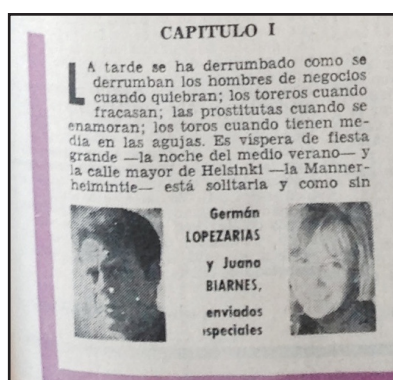 CAPITULO I
LA tarde se ha derrumbado como se
derrumban los hombres de negocios
cuando quiebran; los toreros cuando
fracasan; las prostitutas cuando se
enamoran; los toros cuando tienen me-
dia en las agujas. Es víspera de fiesta
grande —la noche del medio verano— y
la calle mayor de Helsinki —la Manner-
heimintie— está solitaria y como sin
Germán
LOPEZARIAS
y Juana
BIARNES,
enviados
especiales